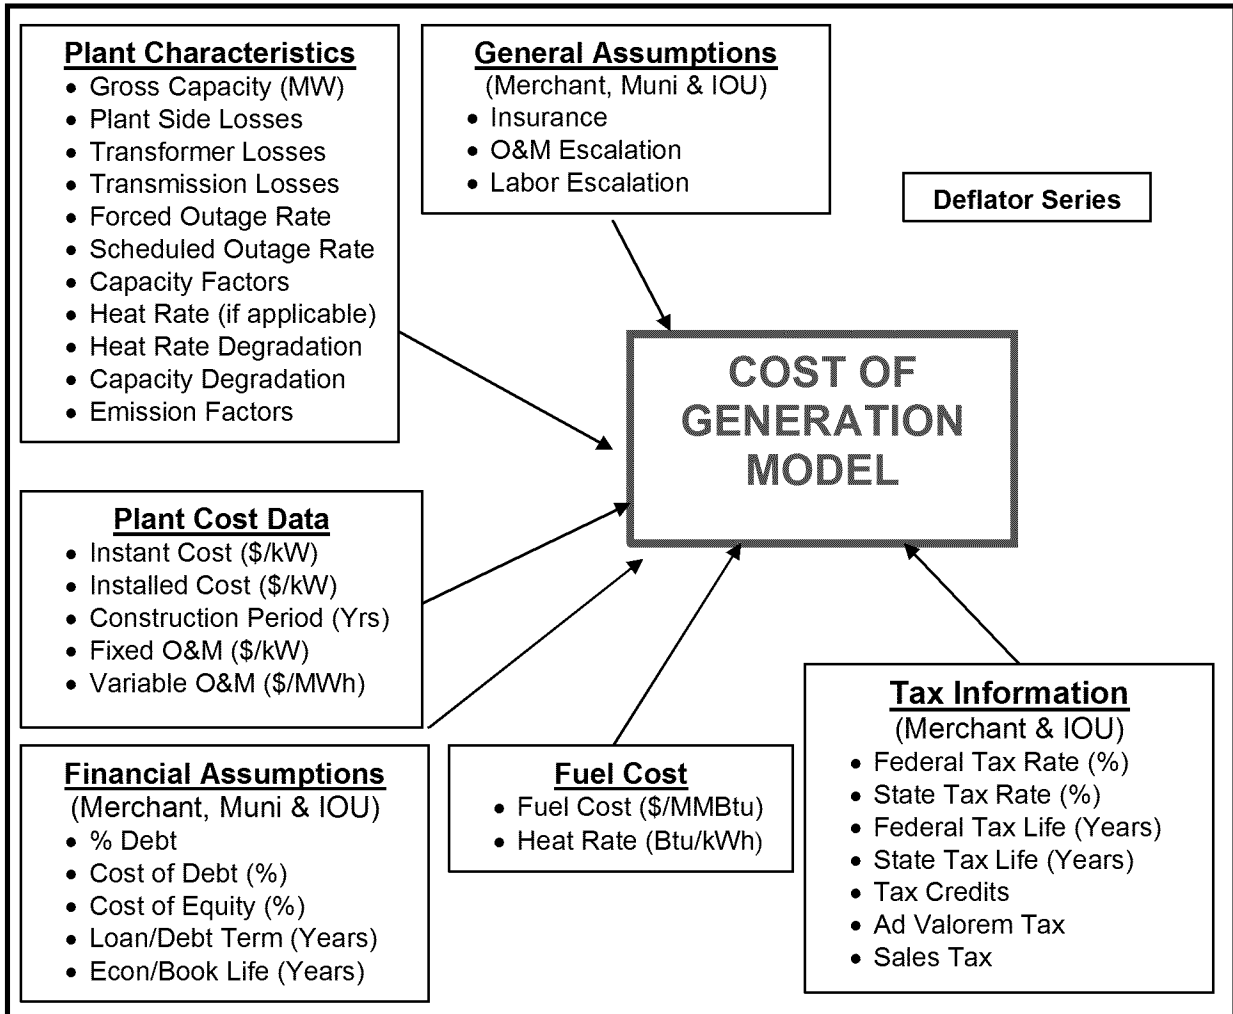 Plant Characteristics
• Gross Capacity (MW)
• Plant Side Losses
• Transformer Losses
• Transmission Losses
• Forced Outage Rate
• Scheduled Outage Rate
• Capacity Factors
• Heat Rate (if applicable)
• Heat Rate Degradation
• Capacity Degradation
• Emission Factors
General Assumptions
(Merchant, Muni & IOU)
• Insurance
• O&M Escalation
• Labor Escalation
Deflator Series
COST OF
GENERATION
MODEL
Plant Cost Data
• Instant Cost ($/kW)
• Installed Cost ($/kW)
• Construction Period (Yrs)
• Fixed O&M ($/kW)
• Variable O&M ($/MWh)
Financial Assumptions
(Merchant, Muni & IOU)
• % Debt
• Cost of Debt (%)
• Cost of Equity (%)
• Loan/Debt Term (Years)
• Econ/Book Life (Years)
Fuel Cost
• Fuel Cost ($/MMBtu)
• Heat Rate (Btu/kWh)
Tax Information
(Merchant & IOU)
• Federal Tax Rate (%)
• State Tax Rate (%)
• Federal Tax Life (Years)
• State Tax Life (Years)
• Tax Credits
• Ad Valorem Tax
• Sales Tax